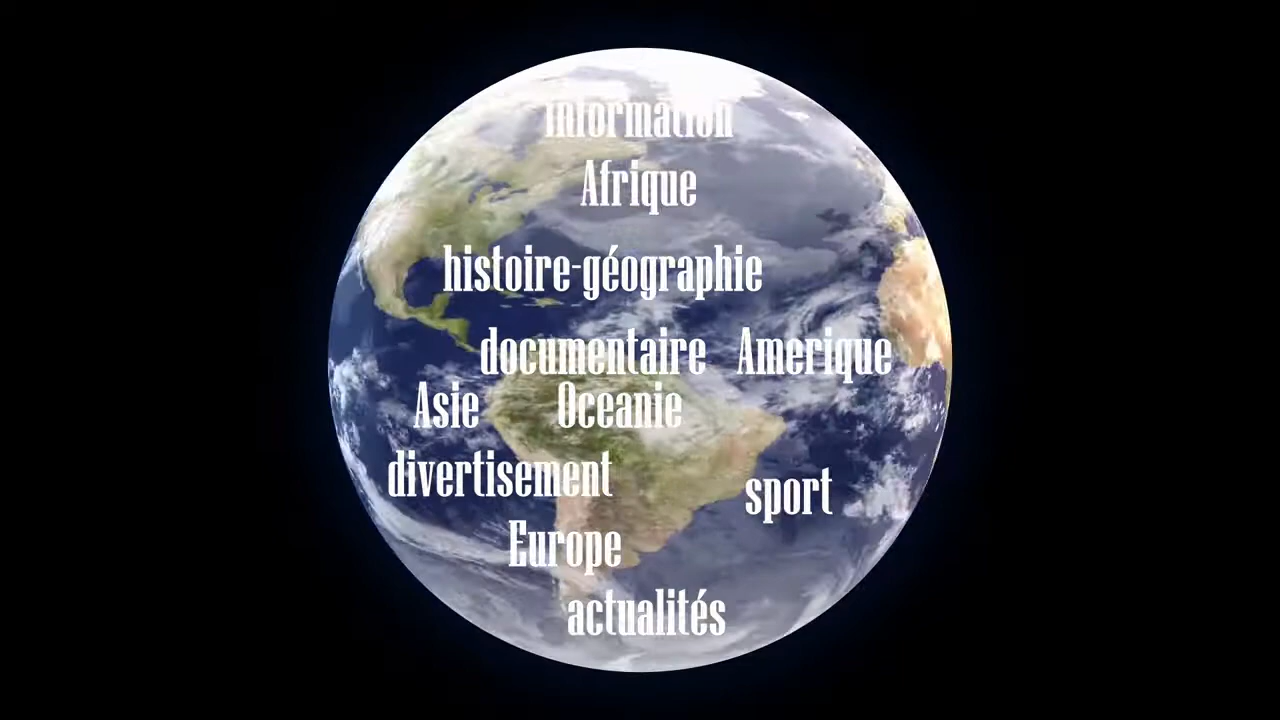 information
Afrique
histoire-géographie
documentaire Amerique
Asie Oceanie
divertisement
sport
Europe
actualités